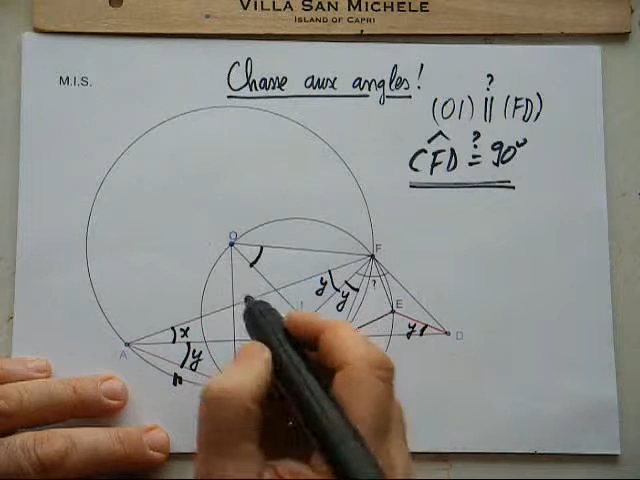 VILLA SAN MICHELE
ISLAND OF CAPRI
M.I.S.
Chasse aux angles!
?
(OI) || (FD)
?
CFD = 90°
O
F
y
y
?
E
x
y
y
A
D